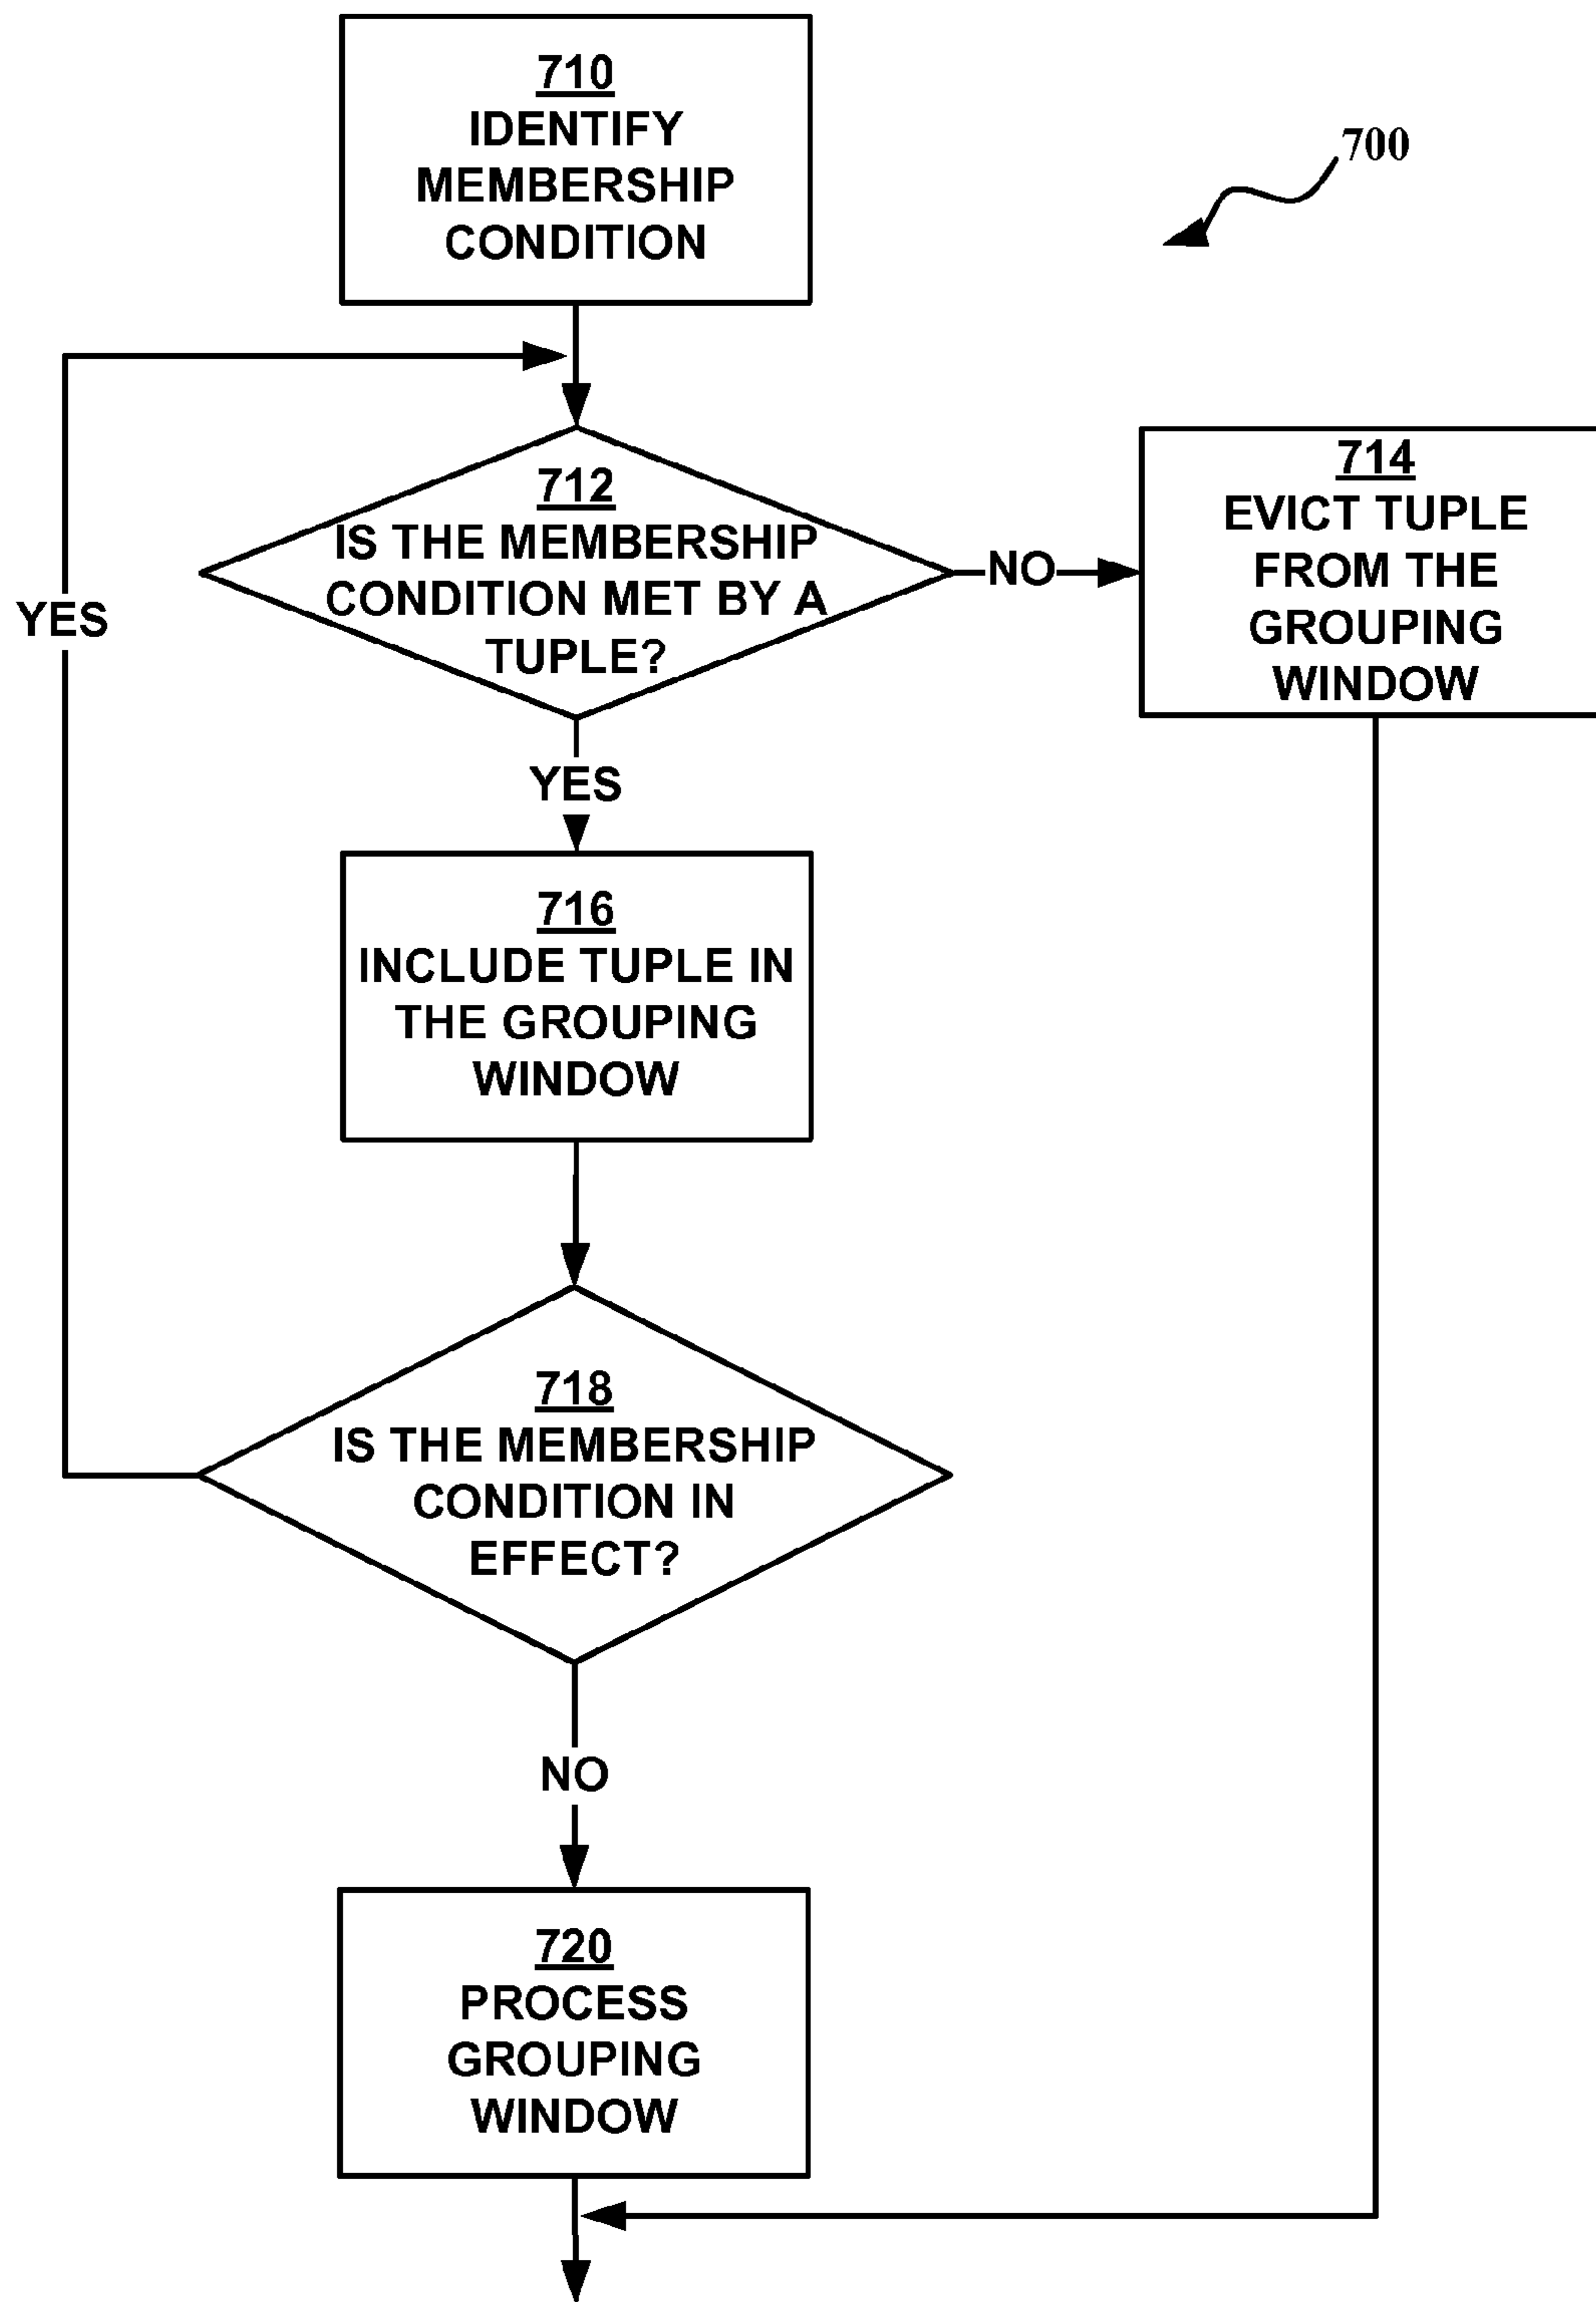 710
IDENTIFY
MEMBERSHIP
CONDITION
700
712
IS THE MEMBERSHIP
CONDITION MET BY A
TUPLE?
NO
714
EVICT TUPLE
FROM THE
GROUPING
WINDOW
YES
YES
716
INCLUDE TUPLE IN
THE GROUPING
WINDOW
718
IS THE MEMBERSHIP
CONDITION IN
EFFECT?
NO
720
PROCESS
GROUPING
WINDOW